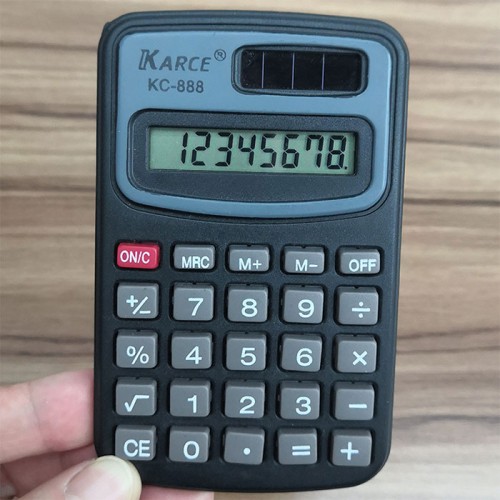 KARCE®
KC-888
12345678.
ON/C MRC M+ M- OFF
+/- 7 8 9 ÷
% 4 5 6 ×
√ 1 2 3 −
CE 0 . = +